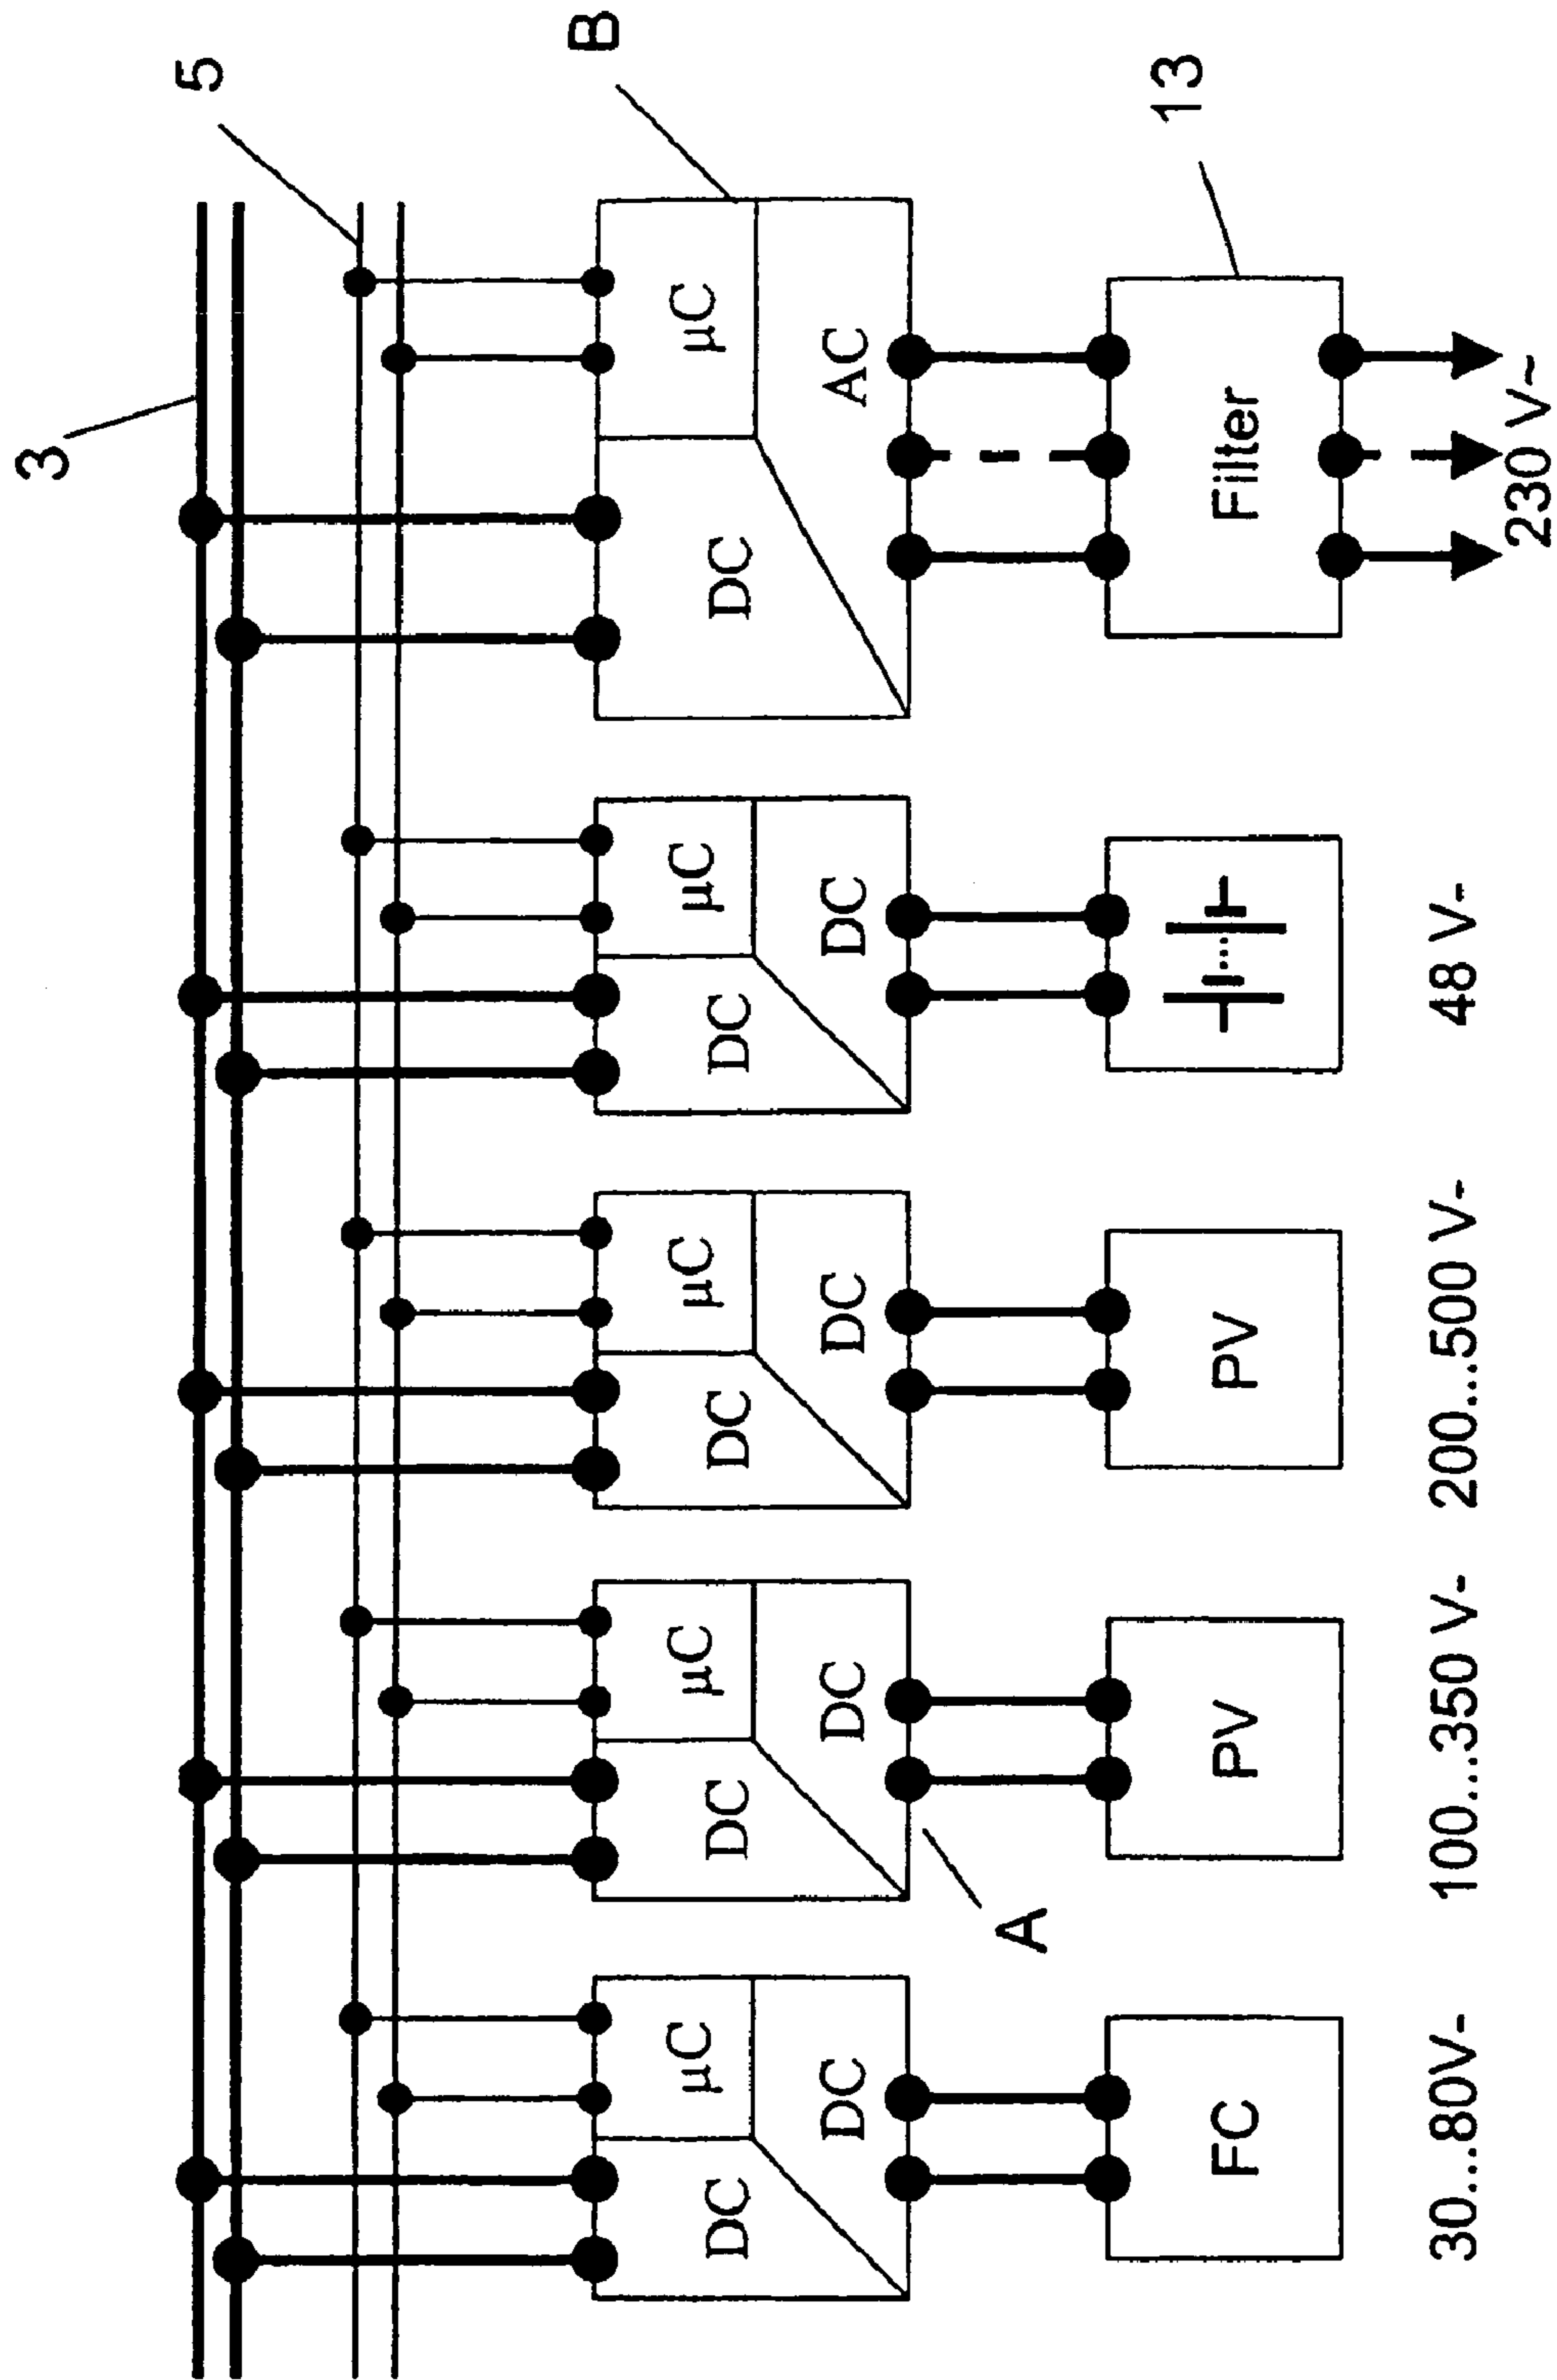 3
5
B
DC
µC
DC
DC
µC
DC
DC
µC
DC
DC
µC
DC
DC
µC
AC
A
13
FC
PV
PV
Filter
30...80V-
100...350 V-
200...500 V-
48 V-
230 V~